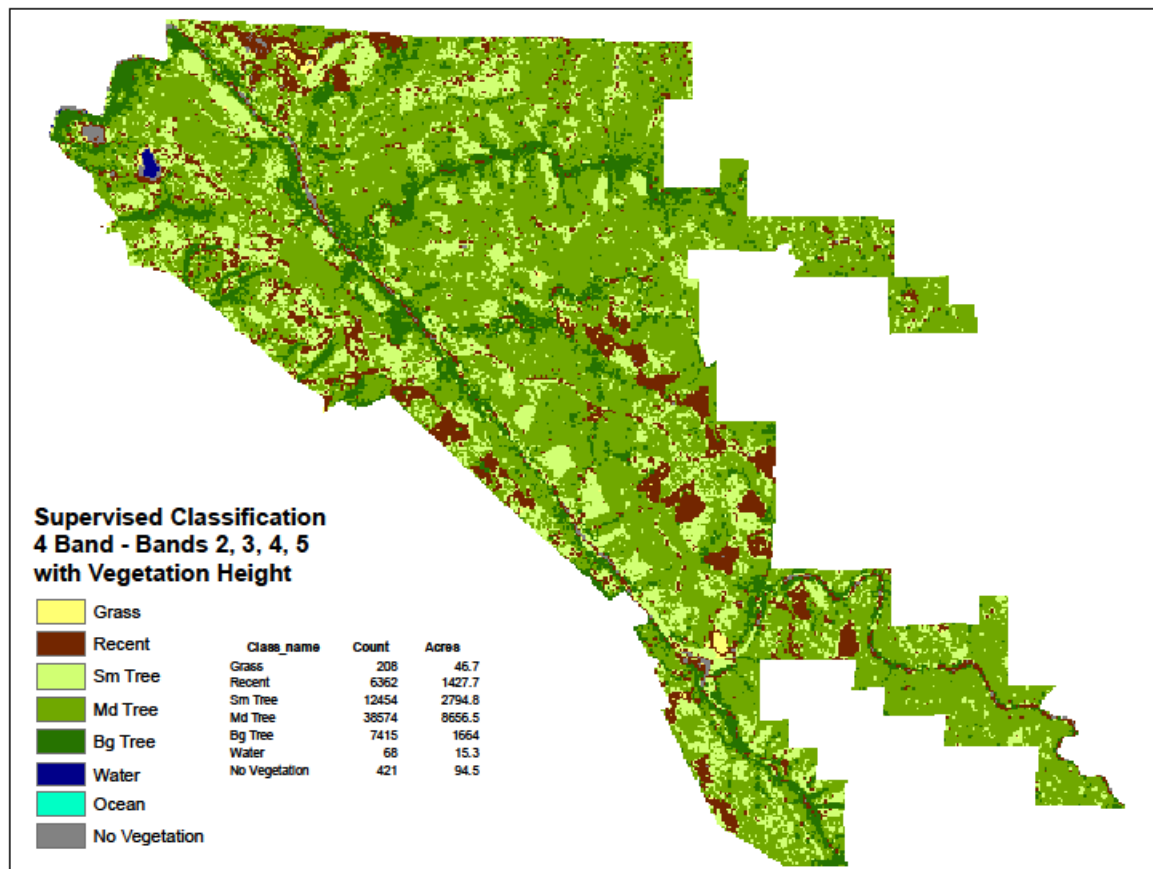 Supervised Classification
4 Band - Bands 2, 3, 4, 5
with Vegetation Height
Grass
Recent
Sm Tree
Md Tree
Bg Tree
Water
Ocean
No Vegetation
Class_name Count Acres
Grass 208 46.7
Recent 6362 1427.7
Sm Tree 12454 2794.8
Md Tree 38574 8656.5
Bg Tree 7415 1664
Water 68 15.3
No Vegetation 421 94.5